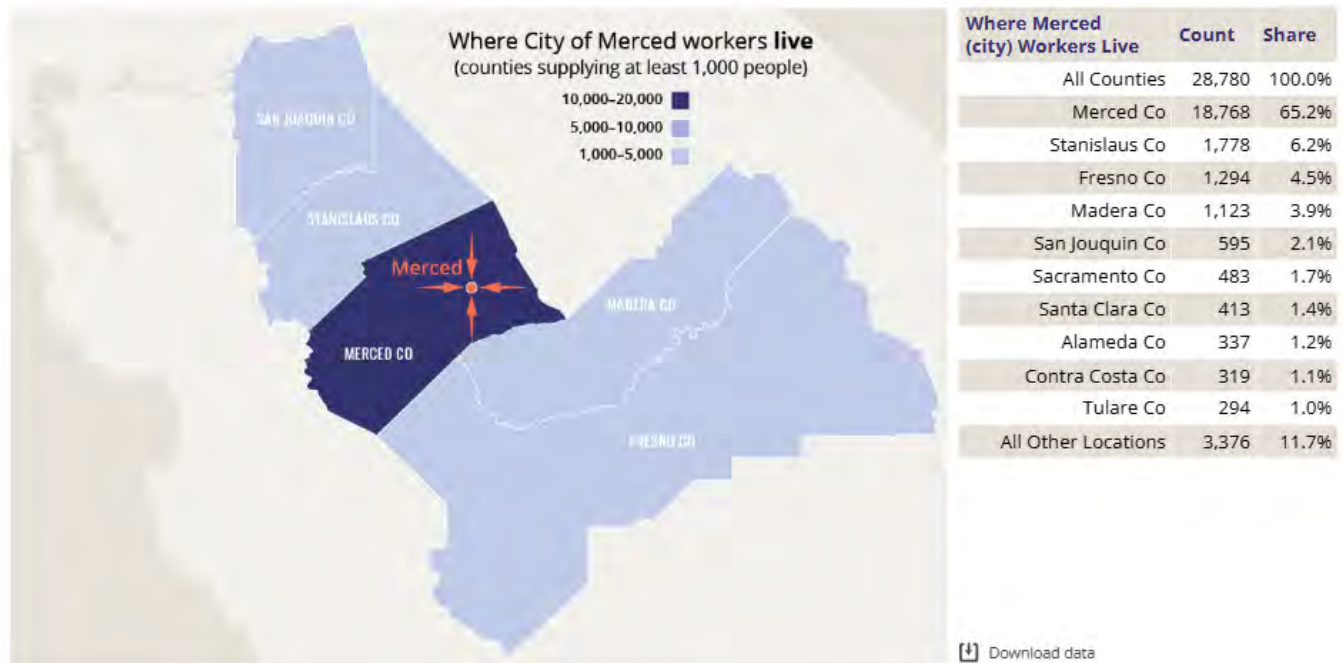 Where City of Merced workers live
(counties supplying at least 1,000 people)
10,000–20,000
5,000–10,000
1,000–5,000
SAN JOAQUIN CO
STANISLAUS CO
Merced
MERCED CO
MADERA CO
FRESNO CO
Where Merced
(city) Workers Live Count Share
All Counties 28,780 100.0%
Merced Co 18,768 65.2%
Stanislaus Co 1,778 6.2%
Fresno Co 1,294 4.5%
Madera Co 1,123 3.9%
San Jouquin Co 595 2.1%
Sacramento Co 483 1.7%
Santa Clara Co 413 1.4%
Alameda Co 337 1.2%
Contra Costa Co 319 1.1%
Tulare Co 294 1.0%
All Other Locations 3,376 11.7%
Download data